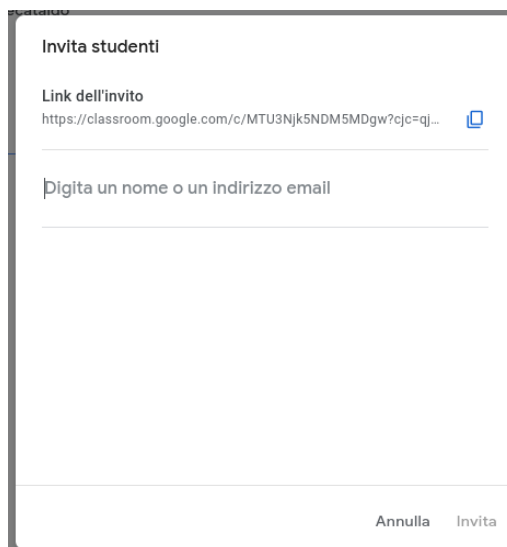 Invita studenti
Link dell'invito
https://classroom.google.com/c/MTU3Njk5NDM5MDgw?cjc=qj...
Digita un nome o un indirizzo email
Annulla Invita